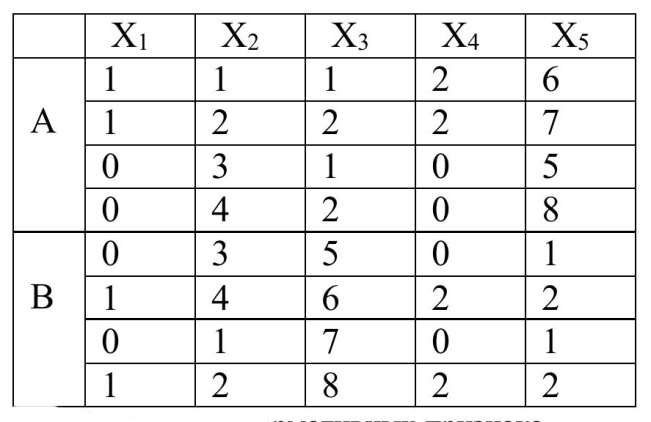 X₁ X₂ X₃ X₄ X₅
A
1 1 1 2 6
1 2 2 2 7
0 3 1 0 5
0 4 2 0 8
B
0 3 5 0 1
1 4 6 2 2
0 1 7 0 1
1 2 8 2 2